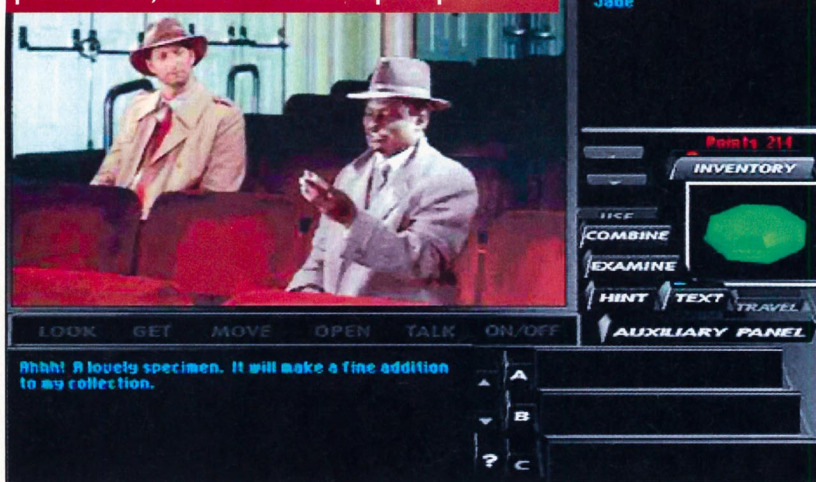 Jade
Points 214
INVENTORY
USE
COMBINE
EXAMINE
HINT TEXT TRAVEL
AUXILIARY PANEL
LOOK GET MOVE OPEN TALK ON/OFF
Ahhh! A lovely specimen. It will make a fine addition
to my collection.
A
B
? C